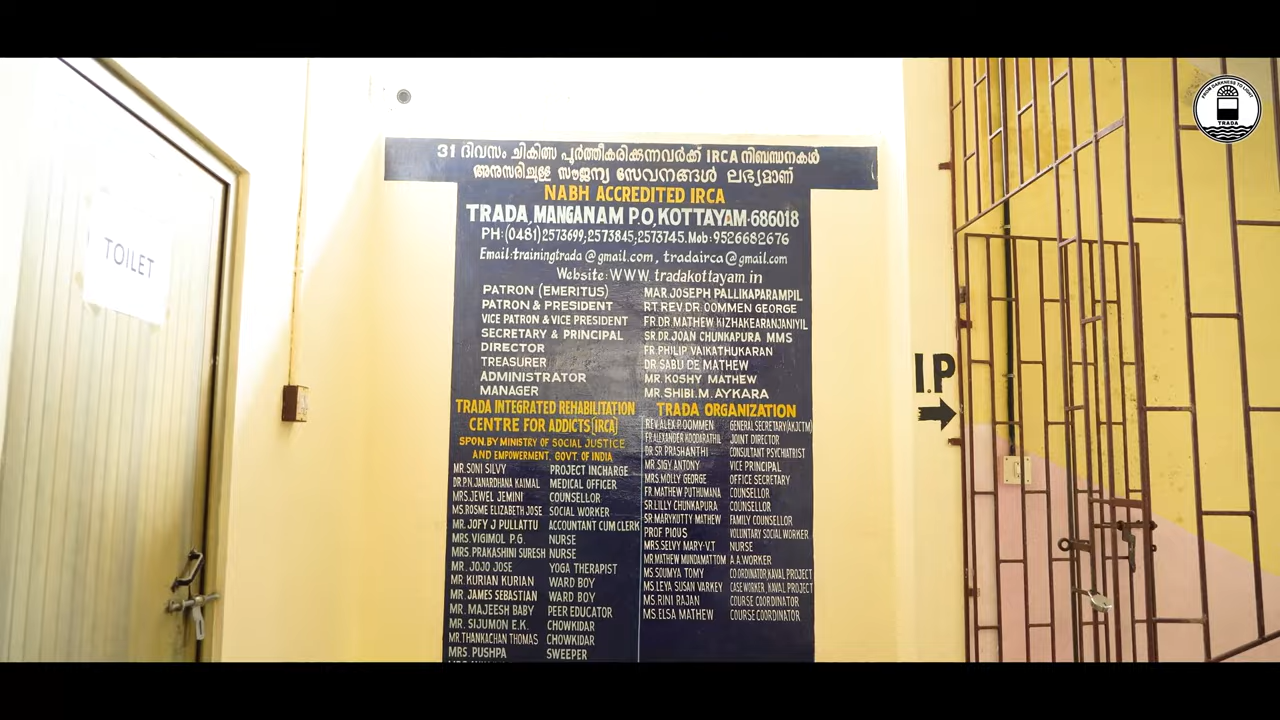 TOILET
31 ദിവസം ചികിത്സ പൂർത്തീകരിക്കുന്നവർക്ക് IRCA നിബന്ധനകൾ
അനുസരിച്ചുള്ള സൗജന്യ സേവനങ്ങൾ ലഭ്യമാണ്
NABH ACCREDITED IRCA
TRADA, MANGANAM P.O, KOTTAYAM-686018
PH:(0481)2573699;2573845;2573745.Mob:9526682676
Email:trainingtrada@gmail.com, tradairca@gmail.com
Website:WWW.tradakottayam.in
PATRON (EMERITUS) MAR.JOSEPH PALLIKAPARAMPIL
PATRON & PRESIDENT RT.REV.DR.OOMMEN GEORGE
VICE PATRON & VICE PRESIDENT FR.DR.MATHEW KIZHAKEARANJANIYIL
SECRETARY & PRINCIPAL SR.DR.JOAN CHUNKAPURA MMS
DIRECTOR FR.PHILIP VAIKATHUKARAN
TREASURER DR SABU DE MATHEW
ADMINISTRATOR MR.KOSHY MATHEW
MANAGER MR.SHIBI.M.AYKARA
TRADA INTEGRATED REHABILITATION
CENTRE FOR ADDICTS (IRCA)
SPON.BY MINISTRY OF SOCIAL JUSTICE
AND EMPOWERMENT. GOVT. OF INDIA
MR.SONI SILVY PROJECT INCHARGE
DR.P.N.JANARDHANA KAIMAL MEDICAL OFFICER
MRS.JEWEL JEMINI COUNSELLOR
MS.ROSME ELIZABETH JOSE SOCIAL WORKER
MR. JOFY J PULLATTU ACCOUNTANT CUM CLERK
MRS.VIGIMOL P.G. NURSE
MRS.PRAKASHINI SURESH NURSE
MR. JOJO JOSE YOGA THERAPIST
MR.KURIAN KURIAN WARD BOY
MR.JAMES SEBASTIAN WARD BOY
MR. MAJEESH BABY PEER EDUCATOR
MR. SIJUMON E.K. CHOWKIDAR
MR.THANKACHAN THOMAS CHOWKIDAR
MRS. PUSHPA SWEEPER
TRADA ORGANIZATION
REV.ALEX P.OOMMEN GENERAL SECRETARY(AKJCTM)
FR.ALEXANDER KOODARATHIL JOINT DIRECTOR
DR.SR.PRASHANTHI CONSULTANT PSYCHIATRIST
MR.SIGY ANTONY VICE PRINCIPAL
MRS.MOLLY GEORGE OFFICE SECRETARY
FR.MATHEW PUTHUMANA COUNSELLOR
SR.LILLY CHUNKAPURA COUNSELLOR
SR.MARYKUTTY MATHEW FAMILY COUNSELLOR
PROF PIOUS VOLUNTARY SOCIAL WORKER
MRS.SELVY MARY.V.T NURSE
MR.MATHEW MUNDAMATTOM A.A.WORKER
MS.SOUMYA TOMY CO.ORDINATOR,KAVAL PROJECT
MS.LEYA SUSAN VARKEY CASE WORKER, KAVAL PROJECT
MS.RINI RAJAN COURSE COORDINATOR
MS.ELSA MATHEW COURSE COORDINATOR
I.P
FROM DARKNESS TO LIGHT
TRADA